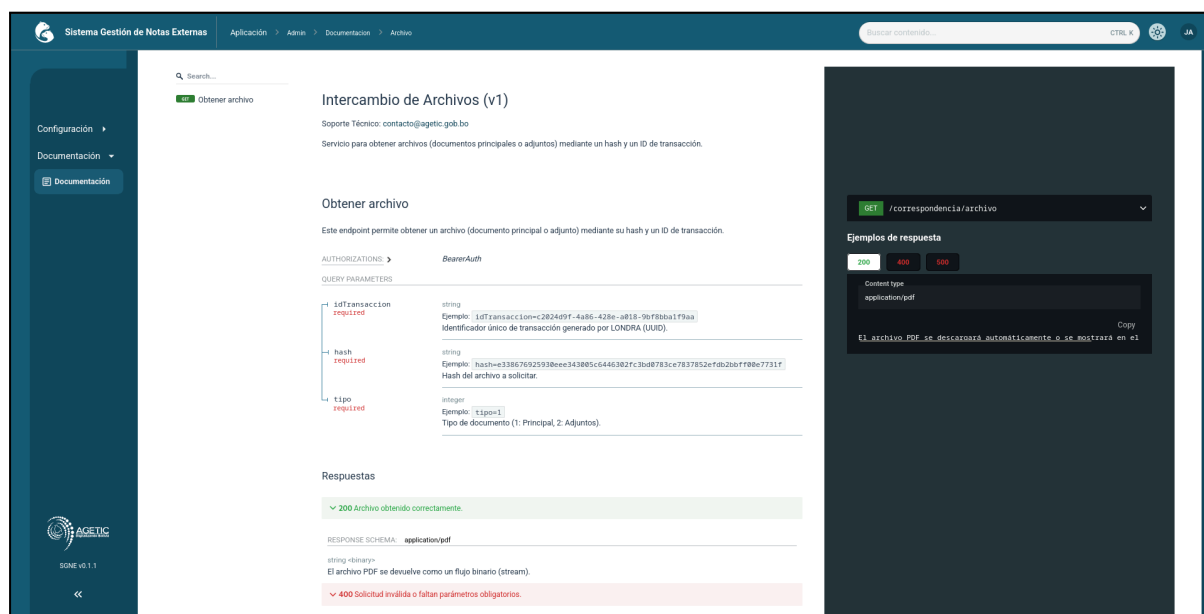 Sistema Gestión de Notas Externas
Aplicación > Admin > Documentacion > Archivo
Buscar contenido...
CTRL K
JA
Configuración
Documentación
Documentación
AGETIC
SGNE v0.1.1
Search...
GET Obtener archivo
Intercambio de Archivos (v1)
Soporte Técnico: contacto@agetic.gob.bo
Servicio para obtener archivos (documentos principales o adjuntos) mediante un hash y un ID de transacción.
Obtener archivo
Este endpoint permite obtener un archivo (documento principal o adjunto) mediante su hash y un ID de transacción.
AUTHORIZATIONS: BearerAuth
QUERY PARAMETERS
idTransaccion
required
string
Ejemplo: idTransaccion=c2024d9f-4a86-428e-a018-9bf8bba1f9aa
Identificador único de transacción generado por LONDRA (UUID).
hash
required
string
Ejemplo: hash=e338676925930eee343005c6446302fc3bd0783ce7837852efdb2bbff00e7731f
Hash del archivo a solicitar.
tipo
required
integer
Ejemplo: tipo=1
Tipo de documento (1: Principal, 2: Adjuntos).
Respuestas
200 Archivo obtenido correctamente.
RESPONSE SCHEMA: application/pdf
string <binary>
El archivo PDF se devuelve como un flujo binario (stream).
400 Solicitud inválida o faltan parámetros obligatorios.
GET /correspondencia/archivo
Ejemplos de respuesta
200 400 500
Content type
application/pdf
Copy
El archivo PDF se descargará automáticamente o se mostrará en el